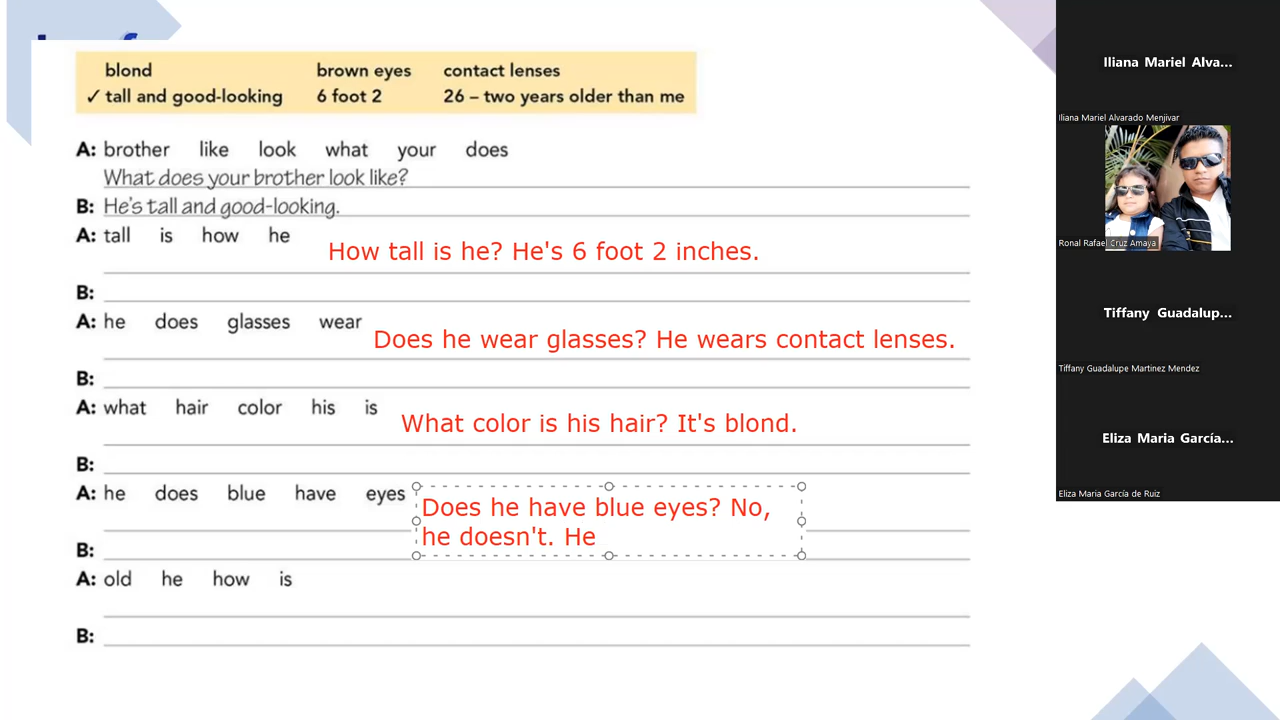 blond brown eyes contact lenses
✓ tall and good-looking 6 foot 2 26 – two years older than me
A: brother like look what your does
What does your brother look like?
B: He's tall and good-looking.
A: tall is how he
How tall is he? He's 6 foot 2 inches.
B:
A: he does glasses wear
Does he wear glasses? He wears contact lenses.
B:
A: what hair color his is
What color is his hair? It's blond.
B:
A: he does blue have eyes
Does he have blue eyes? No,
he doesn't. He
B:
A: old he how is
B:
Iliana Mariel Alva...
Iliana Mariel Alvarado Menjivar
Ronal Rafael Cruz Amaya
Tiffany Guadalup...
Tiffany Guadalupe Martinez Mendez
Eliza Maria García...
Eliza Maria García de Ruiz